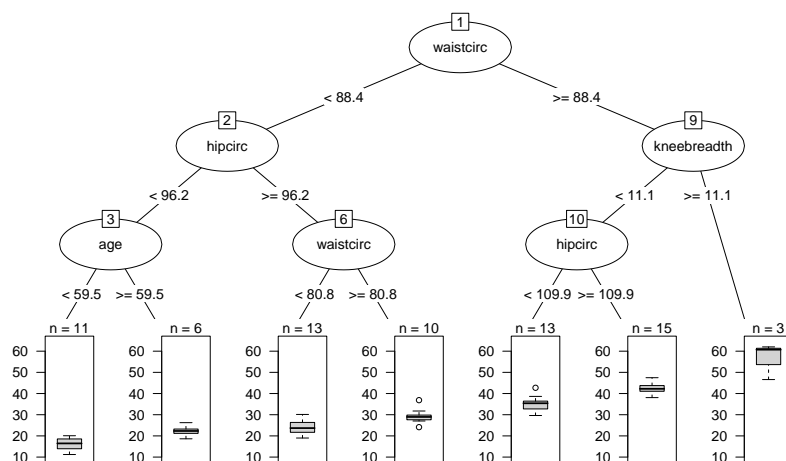 1
waistcirc
< 88.4 >= 88.4
2 9
hipcirc kneebreadth
< 96.2 >= 96.2 < 11.1 >= 11.1
3 6 10
age waistcirc hipcirc
< 59.5 >= 59.5 < 80.8 >= 80.8 < 109.9 >= 109.9
n = 11 n = 6 n = 13 n = 10 n = 13 n = 15 n = 3
60 60 60 60 60 60 60
50 50 50 50 50 50 50
40 40 40 40 40 40 40
30 30 30 30 30 30 30
20 20 20 20 20 20 20
10 10 10 10 10 10 10